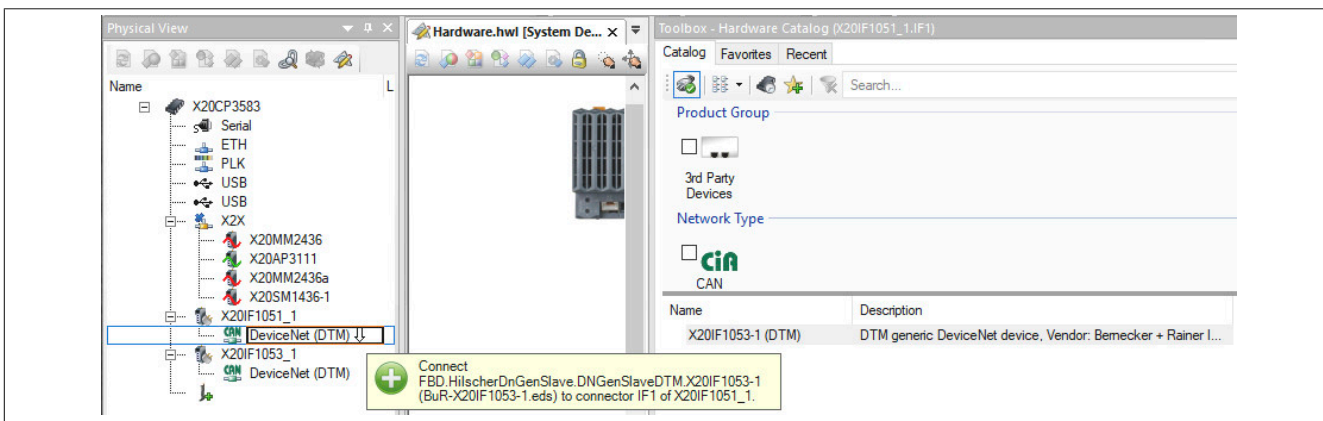 Physical View
Name
L
X20CP3583
Serial
ETH
PLK
USB
USB
X2X
X20MM2436
X20AP3111
X20MM2436a
X20SM1436-1
X20IF1051_1
DeviceNet (DTM)
X20IF1053_1
DeviceNet (DTM)
Hardware.hwl [System De...
Toolbox - Hardware Catalog (X20IF1051_1.IF1)
Catalog Favorites Recent
Search...
Product Group
3rd Party
Devices
Network Type
CiA
CAN
Name Description
X20IF1053-1 (DTM) DTM generic DeviceNet device, Vendor: Bernecker + Rainer I...
Connect
FBD.HilscherDnGenSlave.DNGenSlaveDTM.X20IF1053-1
(BuR-X20IF1053-1.eds) to connector IF1 of X20IF1051_1.